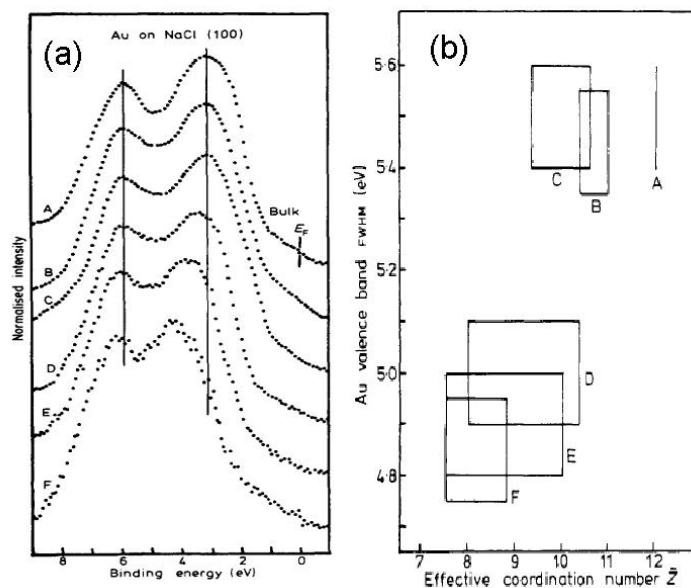 (a)
Au on NaCl (100)
A
Bulk
E_F
B
C
D
E
F
Normalised intensity
8
6
4
2
0
Binding energy (eV)
(b)
5·6
5·4
5·2
5·0
4·8
Au valence band FWHM (eV)
C
B
A
D
E
F
7
8
9
10
11
12
Effective coordination number Z̄